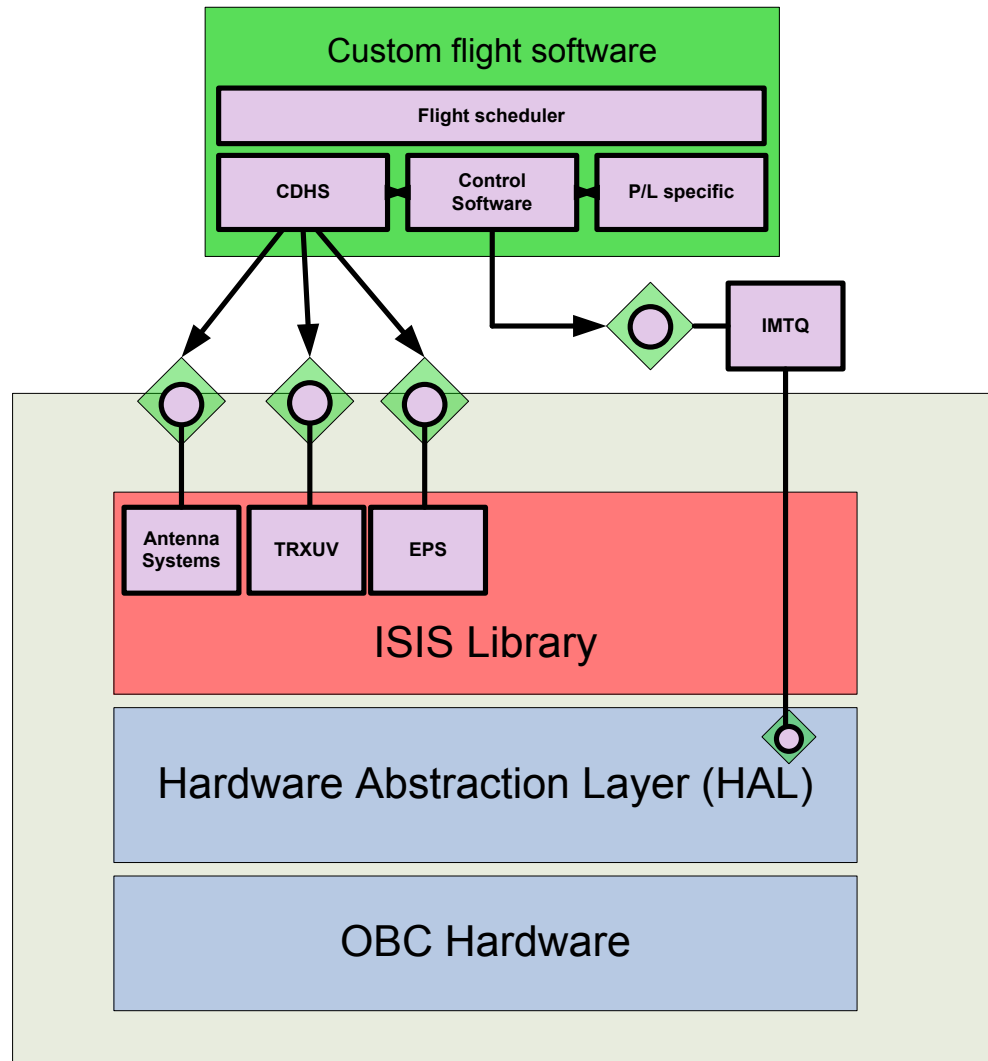 Custom flight software
Flight scheduler
CDHS
Control
Software
P/L specific
IMTQ
Antenna
Systems
TRXUV
EPS
ISIS Library
Hardware Abstraction Layer (HAL)
OBC Hardware